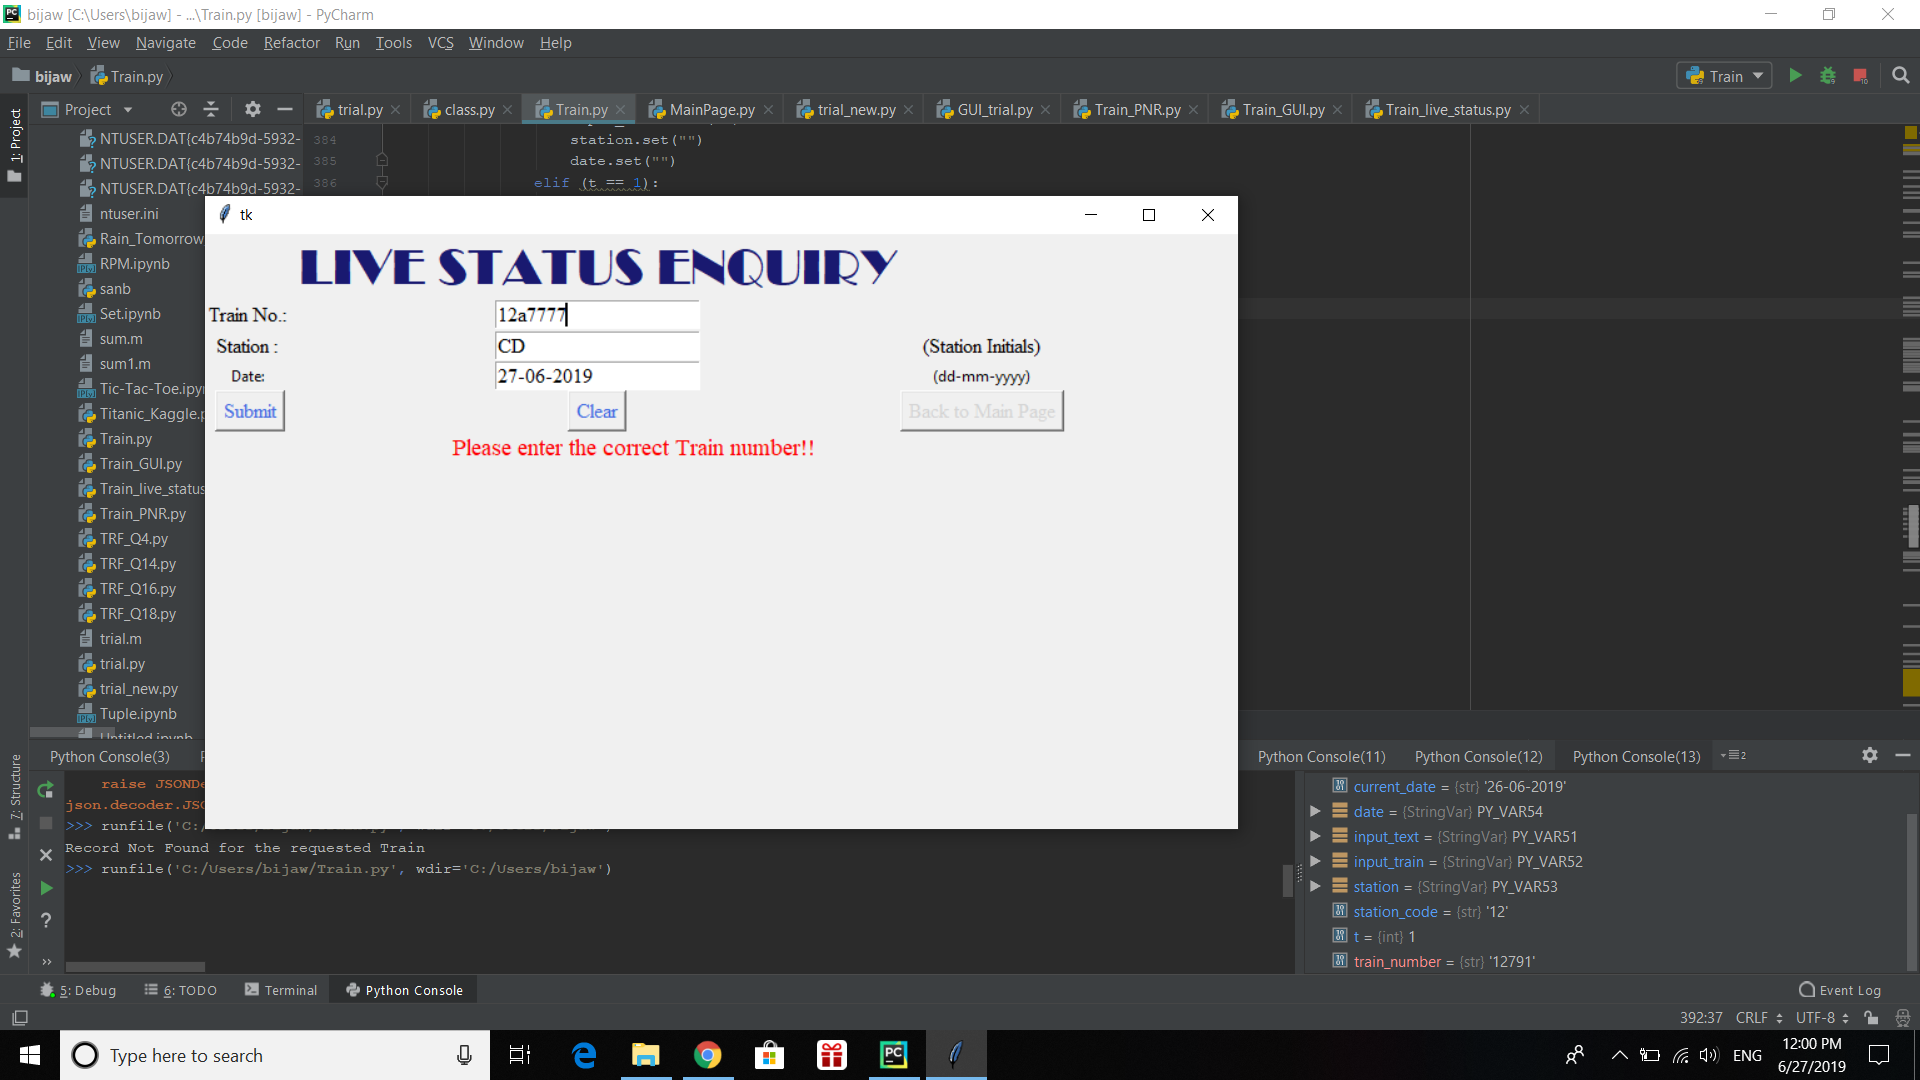 bijaw [C:\Users\bijaw] - ...\Train.py [bijaw] - PyCharm
File Edit View Navigate Code Refactor Run Tools VCS Window Help
bijaw Train.py
Train
Project
trial.py class.py Train.py MainPage.py trial_new.py GUI_trial.py Train_PNR.py Train_GUI.py Train_live_status.py
1: Project
NTUSER.DAT{c4b74b9d-5932-
NTUSER.DAT{c4b74b9d-5932-
NTUSER.DAT{c4b74b9d-5932-
ntuser.ini
Rain_Tomorrow
RPM.ipynb
sanb
Set.ipynb
sum.m
sum1.m
Tic-Tac-Toe.ipy
Titanic_Kaggle.p
Train.py
Train_GUI.py
Train_live_status
Train_PNR.py
TRF_Q4.py
TRF_Q14.py
TRF_Q16.py
TRF_Q18.py
trial.m
trial.py
trial_new.py
Tuple.ipynb
Untitled.ipynb
384 station.set("")
385 date.set("")
386 elif (t == 1):
tk
LIVE STATUS ENQUIRY
Train No.: 12a7777
Station : CD (Station Initials)
Date: 27-06-2019 (dd-mm-yyyy)
Submit Clear Back to Main Page
Please enter the correct Train number!!
Python Console(3) Python Console(11) Python Console(12) Python Console(13)
7: Structure
2: Favorites
raise JSONDe
json.decoder.JSO
>>> runfile('C:/
Record Not Found for the requested Train
>>> runfile('C:/Users/bijaw/Train.py', wdir='C:/Users/bijaw')
current_date = {str} '26-06-2019'
date = {StringVar} PY_VAR54
input_text = {StringVar} PY_VAR51
input_train = {StringVar} PY_VAR52
station = {StringVar} PY_VAR53
station_code = {str} '12'
t = {int} 1
train_number = {str} '12791'
5: Debug 6: TODO Terminal Python Console Event Log
392:37 CRLF UTF-8
Type here to search
ENG
12:00 PM
6/27/2019